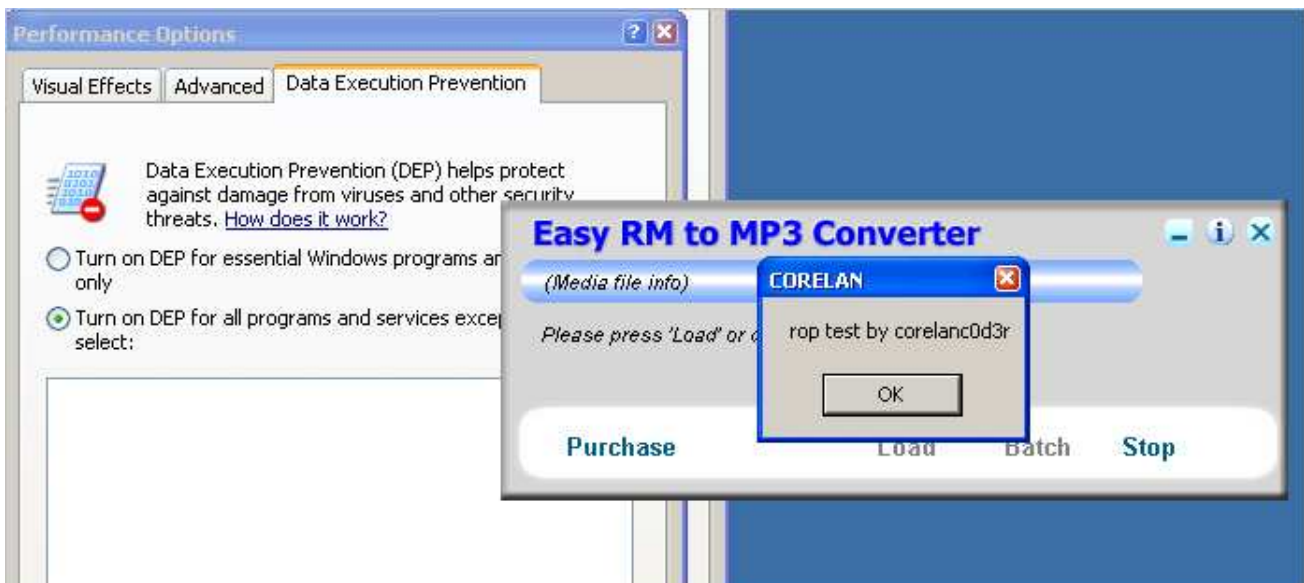 Performance Options
Visual Effects Advanced Data Execution Prevention
Data Execution Prevention (DEP) helps protect
against damage from viruses and other security
threats. How does it work?
Turn on DEP for essential Windows programs
only
Turn on DEP for all programs and services
select:
Easy RM to MP3 Converter
(Media file info)
Please press 'Load' or
CORELAN
rop test by corelanc0d3r
OK
Purchase Load Batch Stop